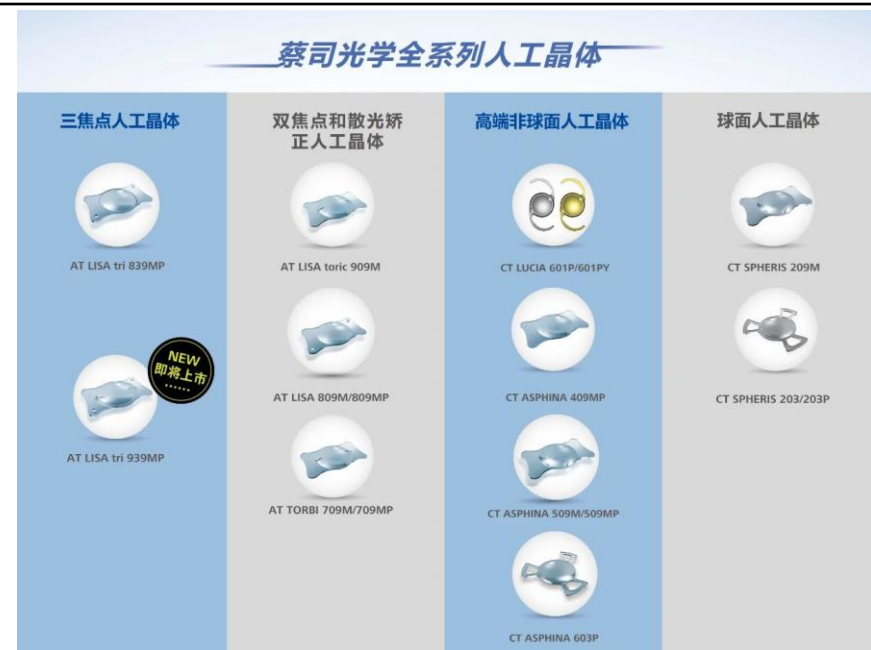 蔡司光学全系列人工晶体
三焦点人工晶体
AT LISA tri 839MP
NEW
即将上市
......
AT LISA tri 939MP
双焦点和散光矫
正人工晶体
AT LISA toric 909M
AT LISA 809M/809MP
AT TORBI 709M/709MP
高端非球面人工晶体
CT LUCIA 601P/601PY
CT ASPHINA 409MP
CT ASPHINA 509M/509MP
CT ASPHINA 603P
球面人工晶体
CT SPHERIS 209M
CT SPHERIS 203/203P